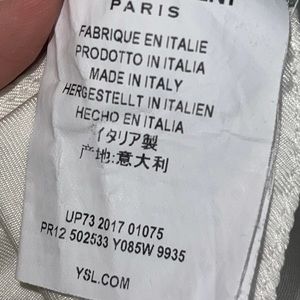 PARIS
FABRIQUE EN ITALIE
PRODOTTO IN ITALIA
MADE IN ITALY
HERGESTELLT IN ITALIEN
HECHO EN ITALIA
イタリア製
产地:意大利
UP73 2017 01075
PR12 502533 Y085W 9935
YSL.COM